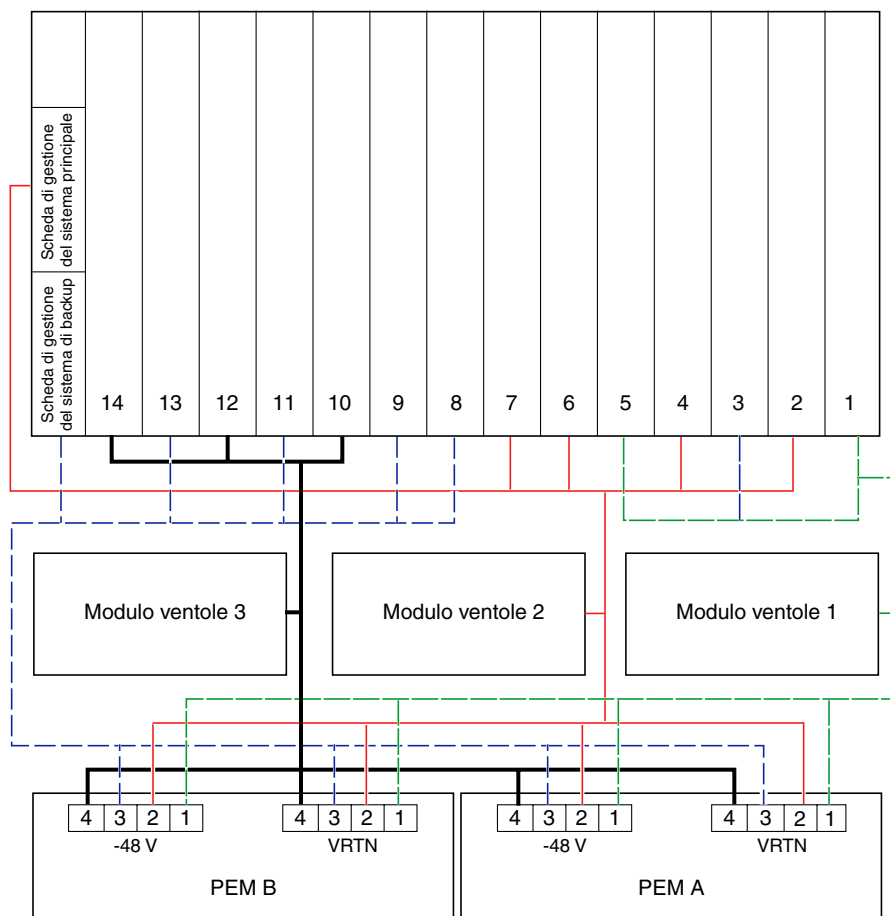 Scheda di gestione
del sistema principale
Scheda di gestione
del sistema di backup
14 13 12 11 10 9 8 7 6 5 4 3 2 1
Modulo ventole 3 Modulo ventole 2 Modulo ventole 1
4 3 2 1 4 3 2 1 4 3 2 1 4 3 2 1
-48 V VRTN -48 V VRTN
PEM B PEM A